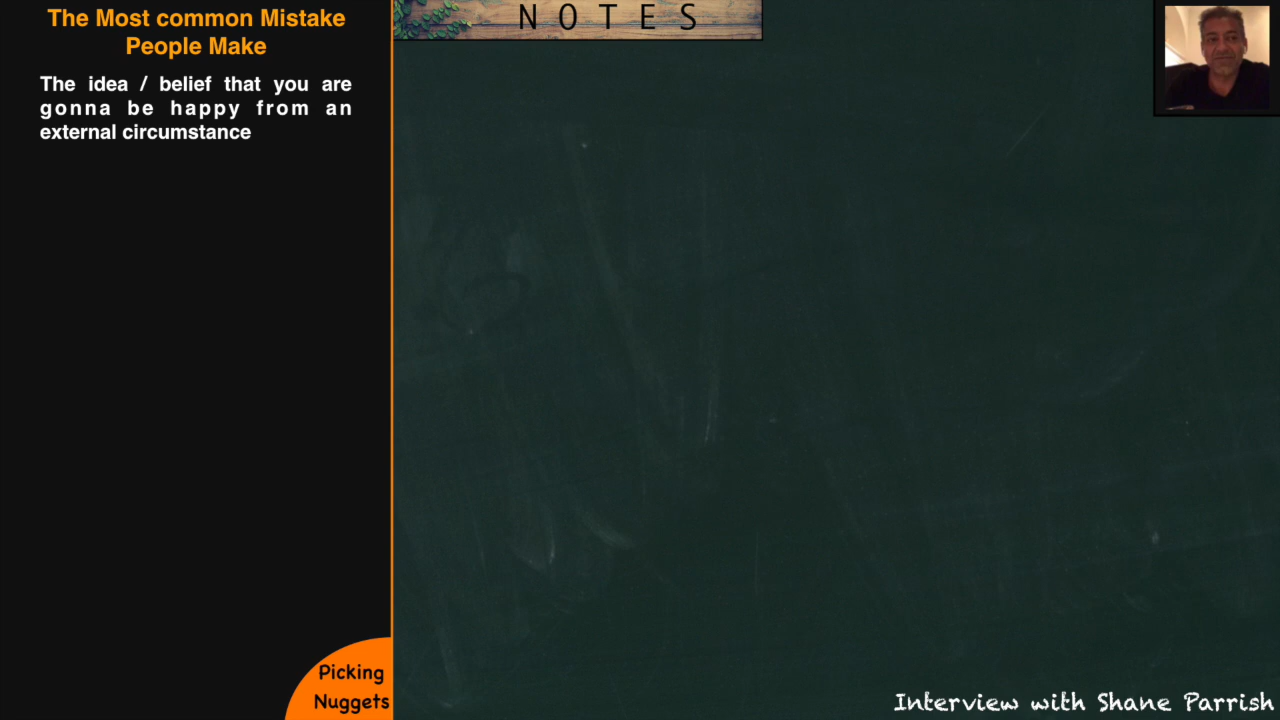 The Most common Mistake
People Make
The idea / belief that you are
gonna be happy from an
external circumstance
NOTES
Picking
Nuggets
Interview with Shane Parrish